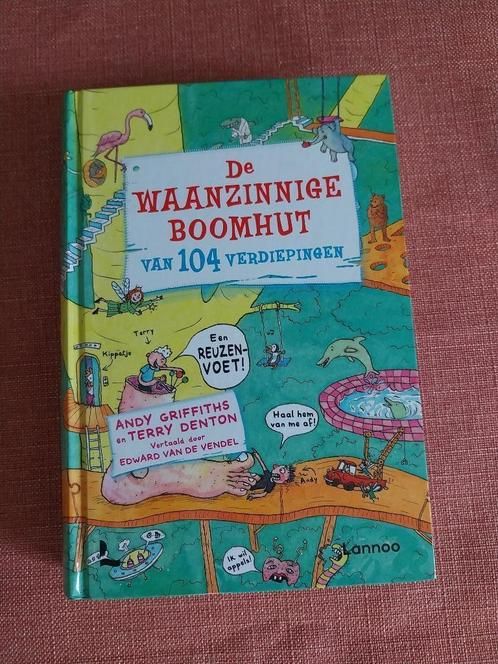 De
WAANZINNIGE
BOOMHUT
VAN 104 VERDIEPINGEN
Terry
Kippetje
Een
REUZEN-
VOET!
ANDY GRIFFITHS
en TERRY DENTON
Vertaald door
EDWARD VAN DE VENDEL
Haal hem
van me af!
Andy
IK wil
appels!
Lannoo